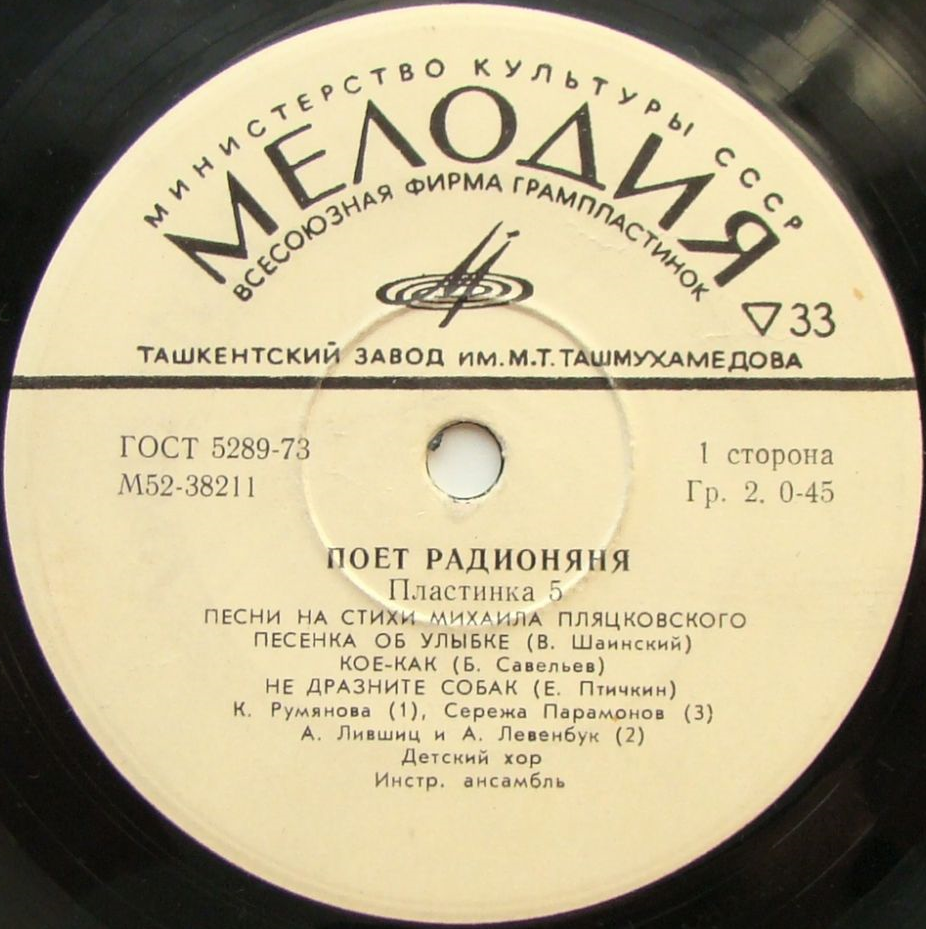 МИНИСТЕРСТВО КУЛЬТУРЫ СССР
МЕЛОДИЯ
ВСЕСОЮЗНАЯ ФИРМА ГРАМПЛАСТИНОК
33
ТАШКЕНТСКИЙ ЗАВОД ИМ. М.Т. ТАШМУХАМЕДОВА
ГОСТ 5289-73
М52-38211
1 сторона
Гр. 2. 0-45
ПОЕТ РАДИОНЯНЯ
Пластинка 5
ПЕСНИ НА СТИХИ МИХАИЛА ПЛЯЦКОВСКОГО
ПЕСЕНКА ОБ УЛЫБКЕ (В. Шаинский)
КОЕ-КАК (Б. Савельев)
НЕ ДРАЗНИТЕ СОБАК (Е. Птичкин)
К. Румянова (1), Сережа Парамонов (3)
А. Лившиц и А. Левенбук (2)
Детский хор
Инстр. ансамбль